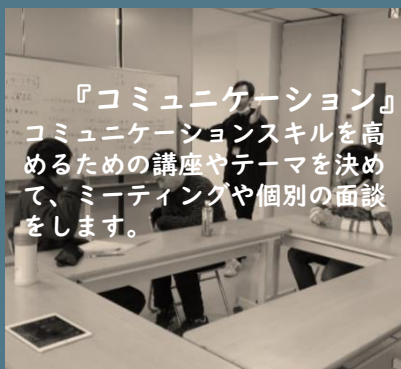 『コミュニケーション』
コミュニケーションスキルを高
めるための講座やテーマを決め
て、ミーティングや個別の面談
をします。